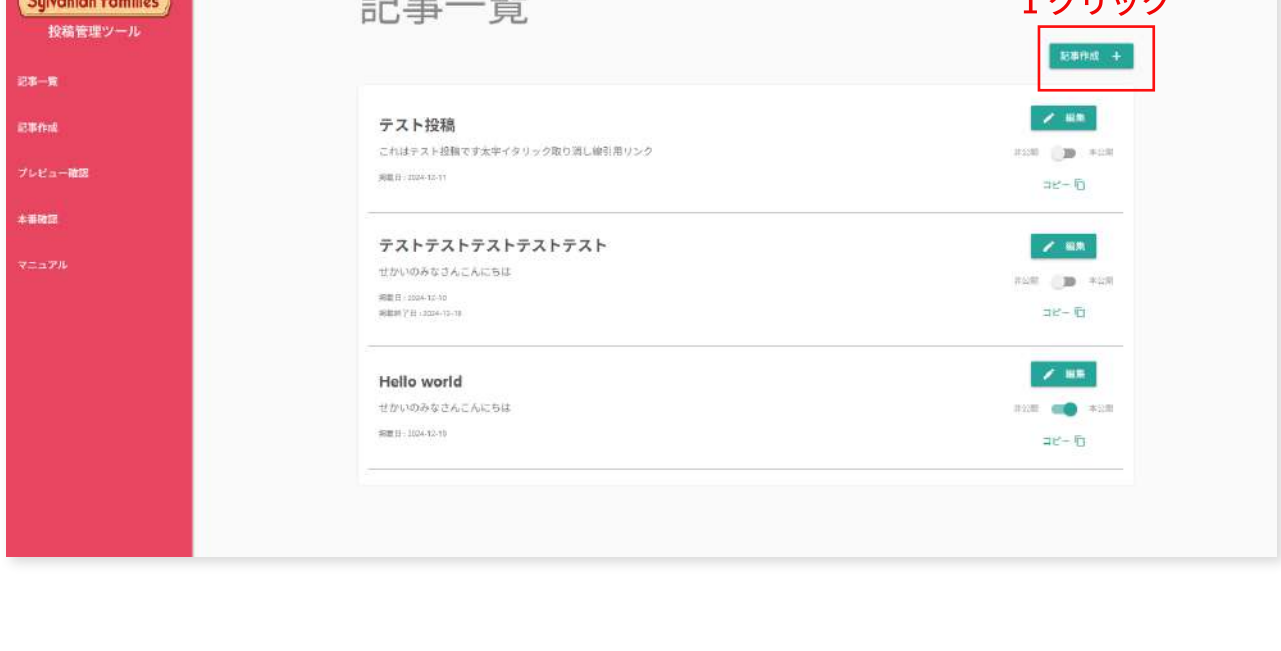 Sylvanian Families
投稿管理ツール
記事一覧
記事作成
プレビュー確認
本番確認
マニュアル
記事一覧
1クリック
記事作成 +
テスト投稿
これはテスト投稿です太字イタリック取り消し線引用リンク
掲載日 : 2024-12-11
編集
非公開 本公開
コピー
テストテストテストテストテスト
せかいのみなさんこんにちは
掲載日 : 2024-12-10
掲載終了日 : 2024-12-18
編集
非公開 本公開
コピー
Hello world
せかいのみなさんこんにちは
掲載日 : 2024-12-10
編集
非公開 本公開
コピー